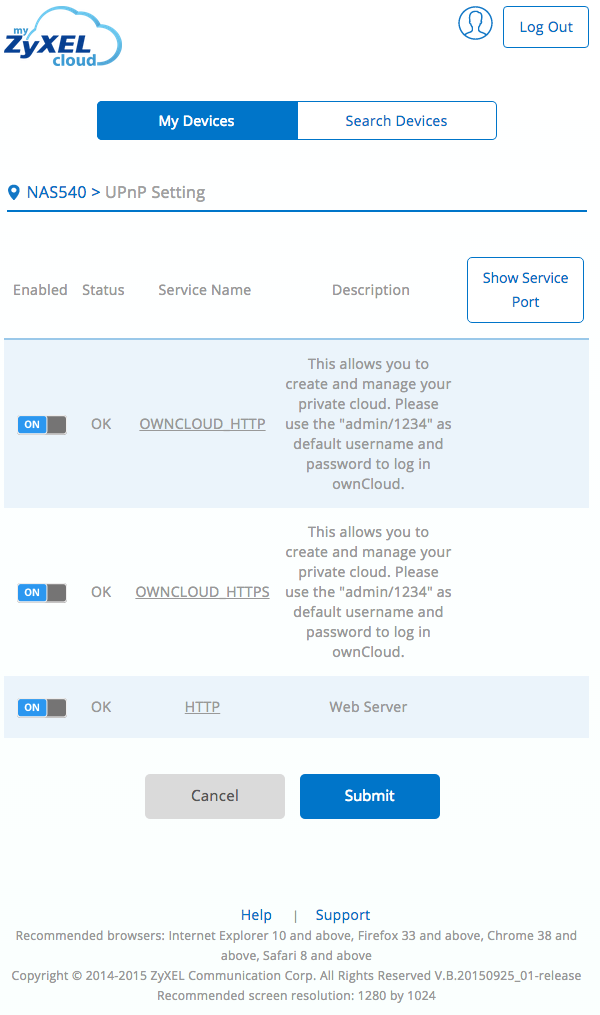 my
ZyXEL
cloud
Log Out
My Devices
Search Devices
NAS540 > UPnP Setting
Enabled
Status
Service Name
Description
Show Service
Port
This allows you to
create and manage your
private cloud. Please
use the "admin/1234" as
default username and
password to log in
ownCloud.
ON
OK
OWNCLOUD_HTTP
This allows you to
create and manage your
private cloud. Please
use the "admin/1234" as
default username and
password to log in
ownCloud.
ON
OK
OWNCLOUD_HTTPS
ON
OK
HTTP
Web Server
Cancel
Submit
Help | Support
Recommended browsers: Internet Explorer 10 and above, Firefox 33 and above, Chrome 38 and
above, Safari 8 and above
Copyright © 2014-2015 ZyXEL Communication Corp. All Rights Reserved V.B.20150925_01-release
Recommended screen resolution: 1280 by 1024